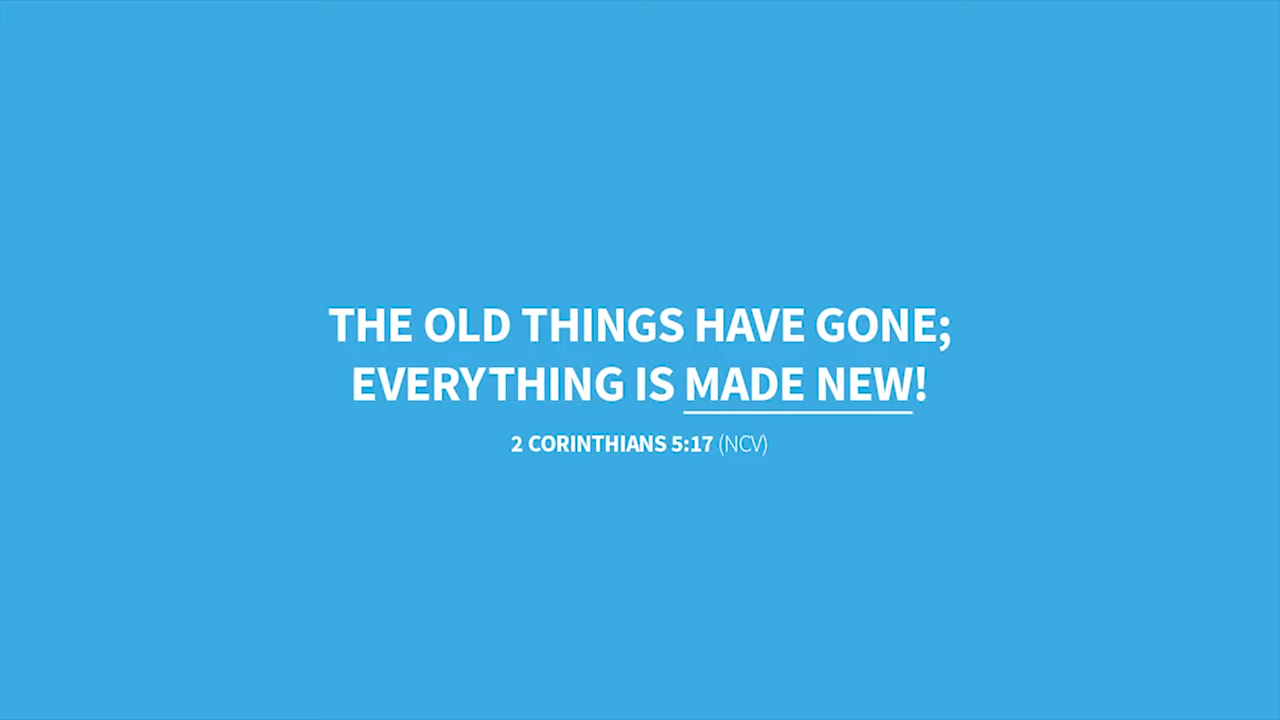 THE OLD THINGS HAVE GONE;
EVERYTHING IS MADE NEW!
2 CORINTHIANS 5:17 (NCV)